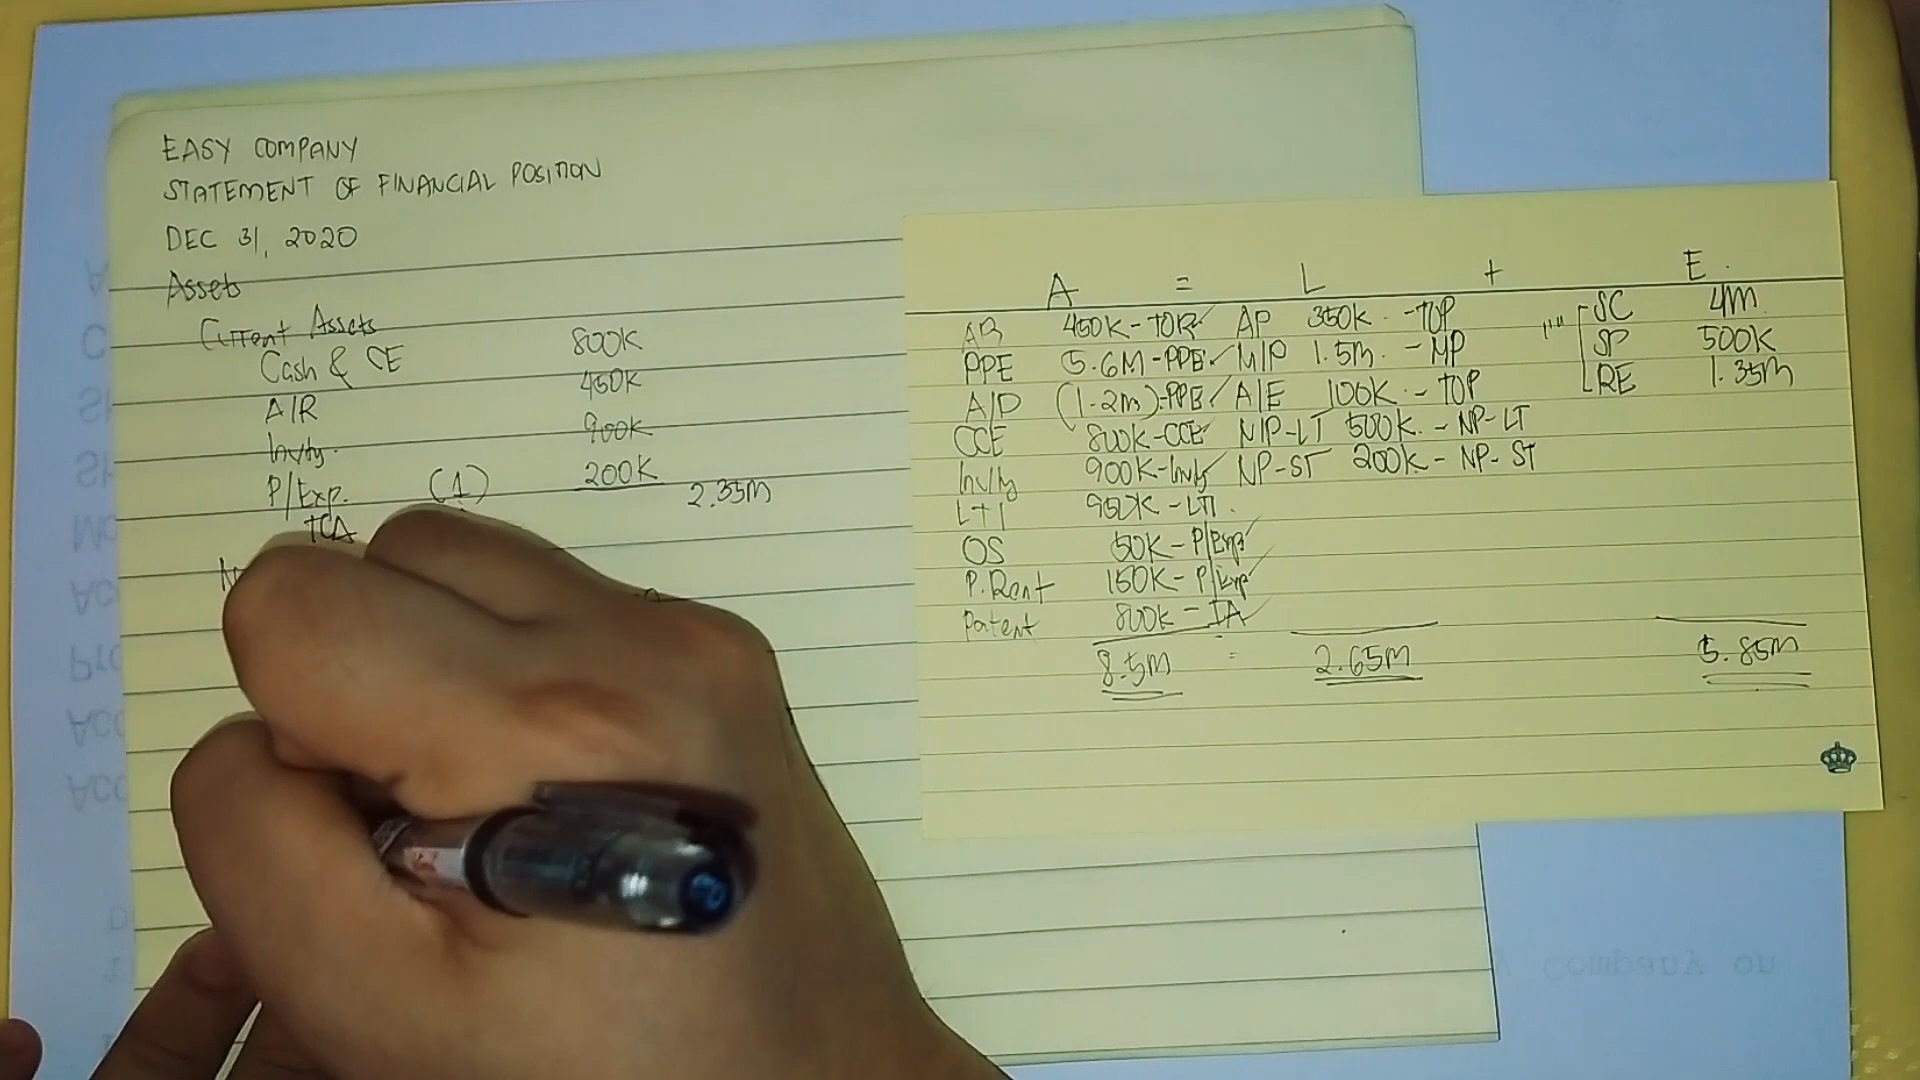 EASY COMPANY
STATEMENT OF FINANCIAL POSITION
DEC 31, 2020
Assets
Current Assets
Cash & CE 800K
A/R 450K
Invty. 900K
P/Exp. (1) 200K
TCA 2.35M
A = L + E
AR 450K-TOR✓ AP 350K -TOP SC 4M
PPE 5.6M-PPE✓ M/P 1.5M. -MP SP 500K
A/D (1.2M)-PPE✓ A/E 100K - TOP RE 1.35M
CCE 800K-CCE✓ N/P-LT 500K. - NP-LT
Invty 900K-Invty✓ NP-ST 200K - NP-ST
LTI 950K-LTI.
OS 50K-P/Exp✓
P.Rent 150K-P/Exp✓
Patent 800K-IA✓
8.5M = 2.65M 5.85M
Company on